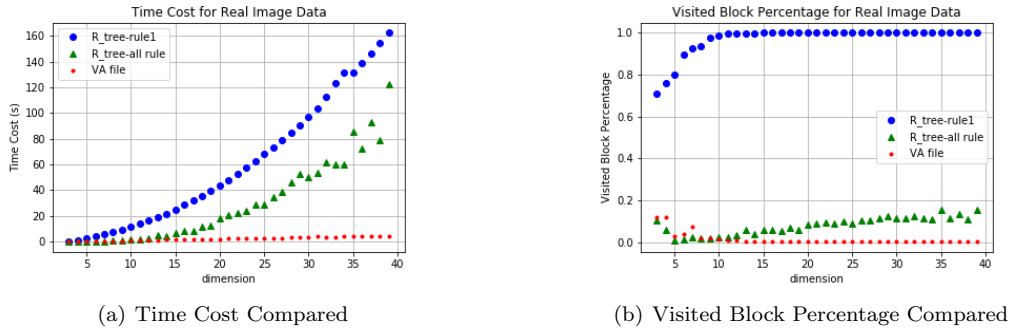 Time Cost for Real Image Data
160
140
120
100
80
60
40
20
0
Time Cost (s)
R_tree-rule1
R_tree-all rule
VA file
5 10 15 20 25 30 35 40
dimension
(a) Time Cost Compared
Visited Block Percentage for Real Image Data
1.0
0.8
0.6
0.4
0.2
0.0
Visited Block Percentage
R_tree-rule1
R_tree-all rule
VA file
5 10 15 20 25 30 35 40
dimension
(b) Visited Block Percentage Compared